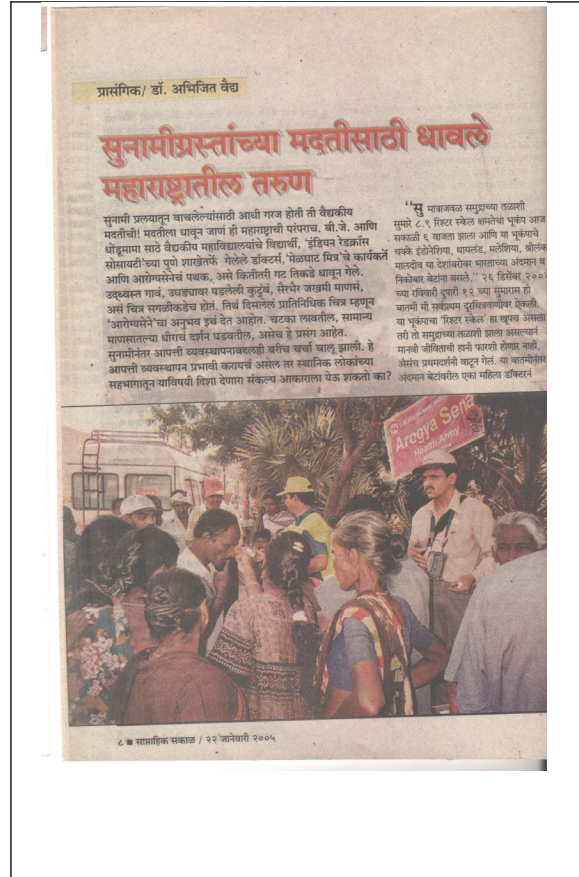 प्रासंगिक/ डॉ. अभिजित वैद्य
सुनामीग्रस्तांच्या मदतीसाठी धावले
महाराष्ट्रातील तरुण
सुनामी प्रलयातून वाचलेल्यांसाठी आधी गरज होती ती वैद्यकीय
मदतीची! मदतीला धावून जाणं ही महाराष्ट्राची परंपराच. बी.जे. आणि
धोंडूमामा साठे वैद्यकीय महाविद्यालयांचे विद्यार्थी, 'इंडियन रेडक्रॉस
सोसायटी'च्या पुणे शाखेतर्फे गेलेले डॉक्टर्स, 'मेळघाट मित्र'चे कार्यकर्ते
आणि आरोग्यसेनेचं पथक, असे कितीतरी गट तिकडे धावून गेले.
उद्ध्वस्त गावं, उघड्यावर पडलेली कुटुंबं, सैरभैर जखमी माणसं,
असं चित्र सगळीकडेच होतं. तिथं दिसलेलं प्रातिनिधिक चित्र म्हणून
'आरोग्यसेने'चा अनुभव इथं देत आहोत. चटका लावतील, सामान्य
माणसातल्या धीराचं दर्शन घडवतील, असेच हे प्रसंग आहेत.
सुनामीनंतर आपत्ती व्यवस्थापनाबद्दलही बरीच चर्चा चालू झाली. हे
आपत्ती व्यवस्थापन प्रभावी करायचं असेल तर स्थानिक लोकांच्या
सहभागातून याविषयी दिशा देणारा संकल्प आकाराला येऊ शकतो का?
"सु मात्राजवळ समुद्राच्या तळाशी
सुमारे ८.९ रिश्टर स्केल क्षमतेचा भूकंप आज
सकाळी ६ वाजता झाला आणि या भूकंपाचे
धक्के इंडोनेशिया, थायलंड, मलेशिया, श्रीलंका
मालदीव या देशांबरोबर भारताच्या अंदमान व
निकोबार बेटांना बसले." २६ डिसेंबर
च्या रविवारी दुपारी १२ च्या सुमारास ही
बातमी मी सर्वप्रथम दूरचित्रवाणीवर ऐकली.
या भूकंपाचा 'रिश्टर स्केल' हा खूपच असला
तरी तो समुद्राच्या तळाशी झाला असल्यानं
मानवी जीविताची हानी फारशी होणार नाही,
असंच प्रथमदर्शनी वाटून गेलं. या बातमीनंतर
अंदमान बेटांवरील एका महिला डॉक्टरनं
Arogya Sena
Health Army
८ ■ साप्ताहिक सकाळ / २२ जानेवारी २००५